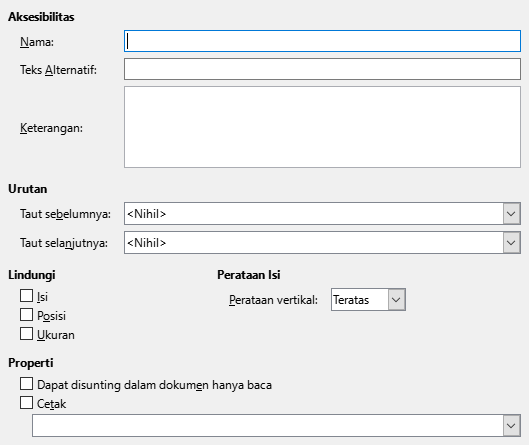 Aksesibilitas
Nama:
Teks Alternatif:
Keterangan:
Urutan
Taut sebelumnya: <Nihil>
Taut selanjutnya: <Nihil>
Lindungi Perataan Isi
Isi Perataan vertikal: Teratas
Posisi
Ukuran
Properti
Dapat disunting dalam dokumen hanya baca
Cetak